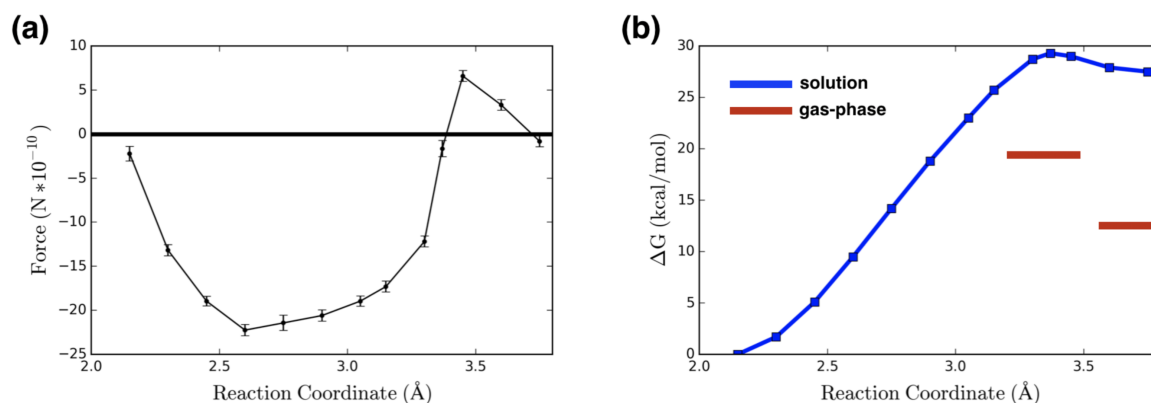 (a)
10
5
0
−5
−10
−15
−20
−25
Force (N ∗10⁻¹⁰)
2.0 2.5 3.0 3.5
Reaction Coordinate (Å)
(b)
30
25
20
15
10
5
0
ΔG (kcal/mol)
solution
gas-phase
2.0 2.5 3.0 3.5
Reaction Coordinate (Å)